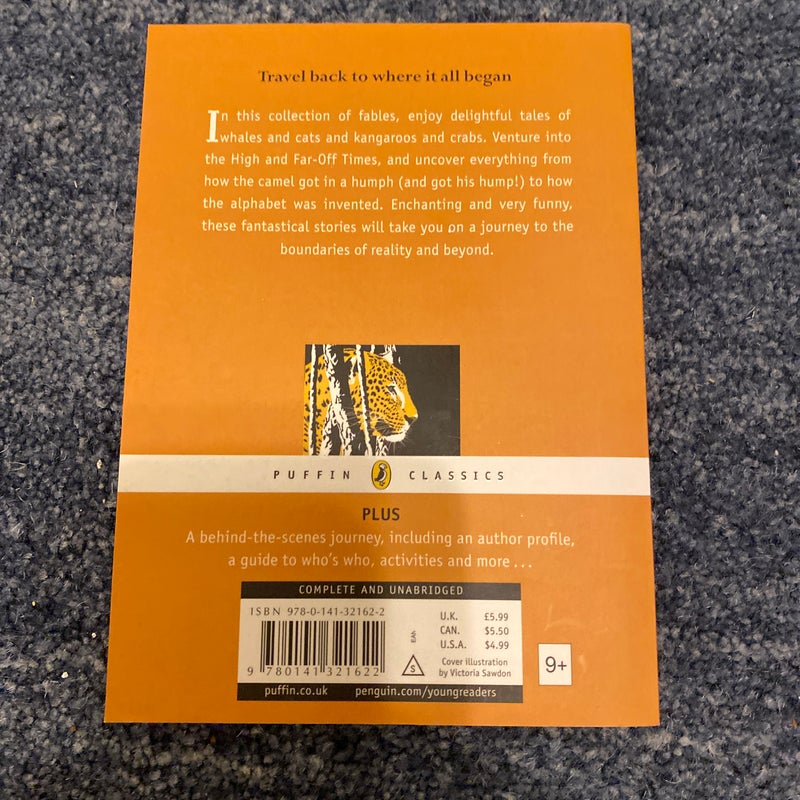 Travel back to where it all began
In this collection of fables, enjoy delightful tales of
whales and cats and kangaroos and crabs. Venture into
the High and Far-Off Times, and uncover everything from
how the camel got in a humph (and got his hump!) to how
the alphabet was invented. Enchanting and very funny,
these fantastical stories will take you on a journey to the
boundaries of reality and beyond.
PUFFIN CLASSICS
PLUS
A behind-the-scenes journey, including an author profile,
a guide to who's who, activities and more ...
COMPLETE AND UNABRIDGED
ISBN 978-0-141-32162-2
9 780141 321622
EAh
U.K. £5.99
CAN. $5.50
U.S.A. $4.99
S
Cover illustration
by Victoria Sawdon
puffin.co.uk penguin.com/youngreaders
9+